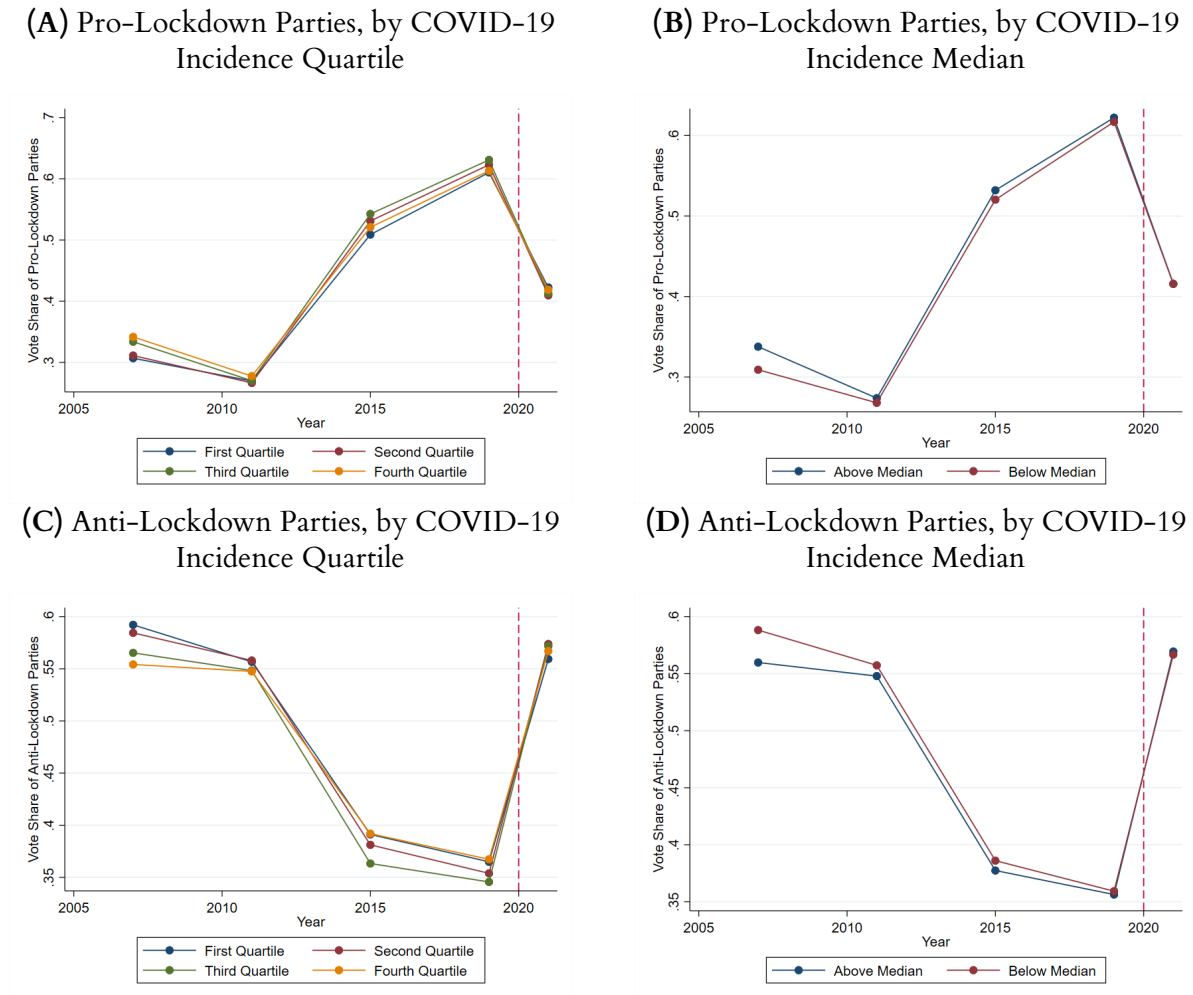 (A) Pro-Lockdown Parties, by COVID-19
Incidence Quartile
Vote Share of Pro-Lockdown Parties
.7
.6
.5
.4
.3
2005 2010 2015 2020
Year
First Quartile Second Quartile
Third Quartile Fourth Quartile
(B) Pro-Lockdown Parties, by COVID-19
Incidence Median
Vote Share of Pro-Lockdown Parties
.6
.5
.4
.3
2005 2010 2015 2020
Year
Above Median Below Median
(C) Anti-Lockdown Parties, by COVID-19
Incidence Quartile
Vote Share of Anti-Lockdown Parties
.6
.55
.5
.45
.4
.35
2005 2010 2015 2020
Year
First Quartile Second Quartile
Third Quartile Fourth Quartile
(D) Anti-Lockdown Parties, by COVID-19
Incidence Median
Vote Share of Anti-Lockdown Parties
.6
.55
.5
.45
.4
.35
2005 2010 2015 2020
Year
Above Median Below Median